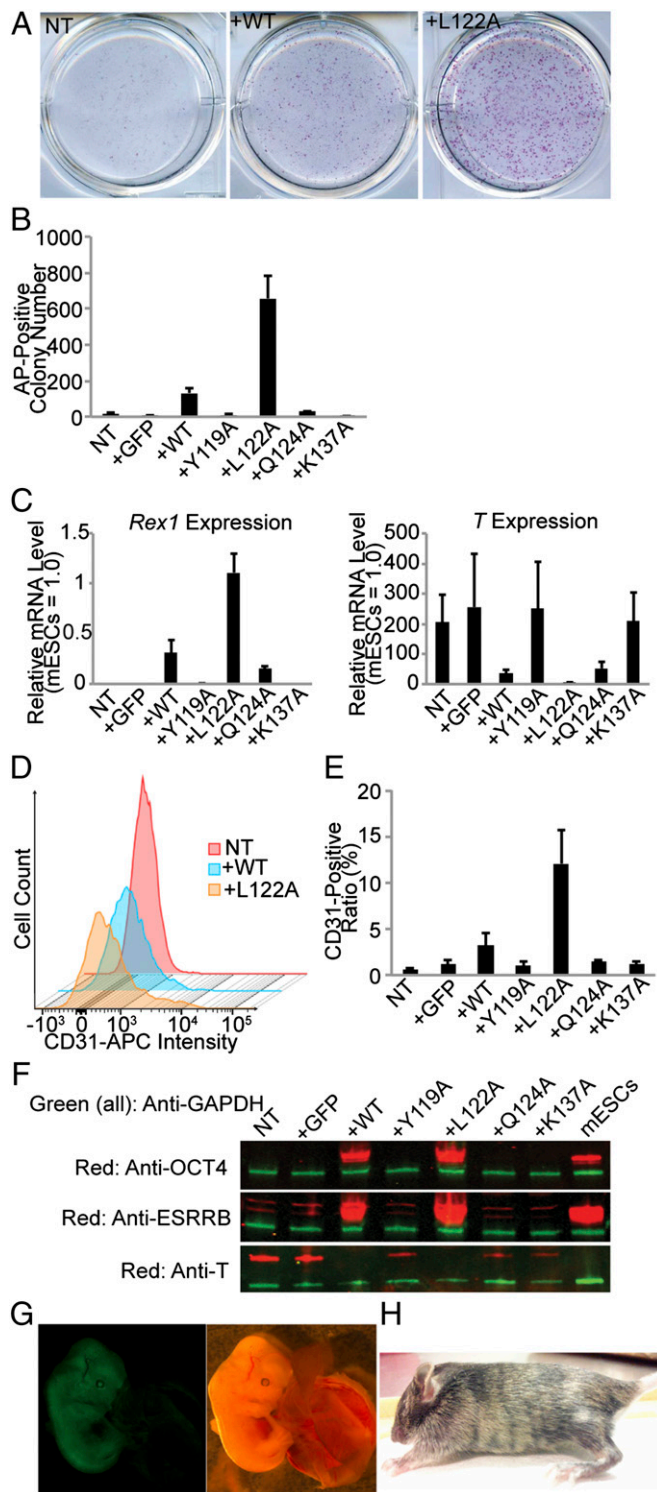 A
NT
+WT
+L122A
B
AP-Positive
Colony Number
1000
800
600
400
200
0
NT
+GFP
+WT
+Y119A
+L122A
+Q124A
+K137A
C
Rex1 Expression
Relative mRNA Level
(mESCs = 1.0)
1.5
1
0.5
0
NT
+GFP
+WT
+Y119A
+L122A
+Q124A
+K137A
T Expression
Relative mRNA Level
(mESCs = 1.0)
500
400
300
200
100
0
NT
+GFP
+WT
+Y119A
+L122A
+Q124A
+K137A
D
Cell Count
NT
+WT
+L122A
-10³ 0 10³ 10⁴ 10⁵
CD31-APC Intensity
E
CD31-Positive
Ratio (%)
20
15
10
5
0
NT
+GFP
+WT
+Y119A
+L122A
+Q124A
+K137A
F
Green (all): Anti-GAPDH
NT
+GFP
+WT
+Y119A
+L122A
+Q124A
+K137A
mESCs
Red: Anti-OCT4
Red: Anti-ESRRB
Red: Anti-T
G
H